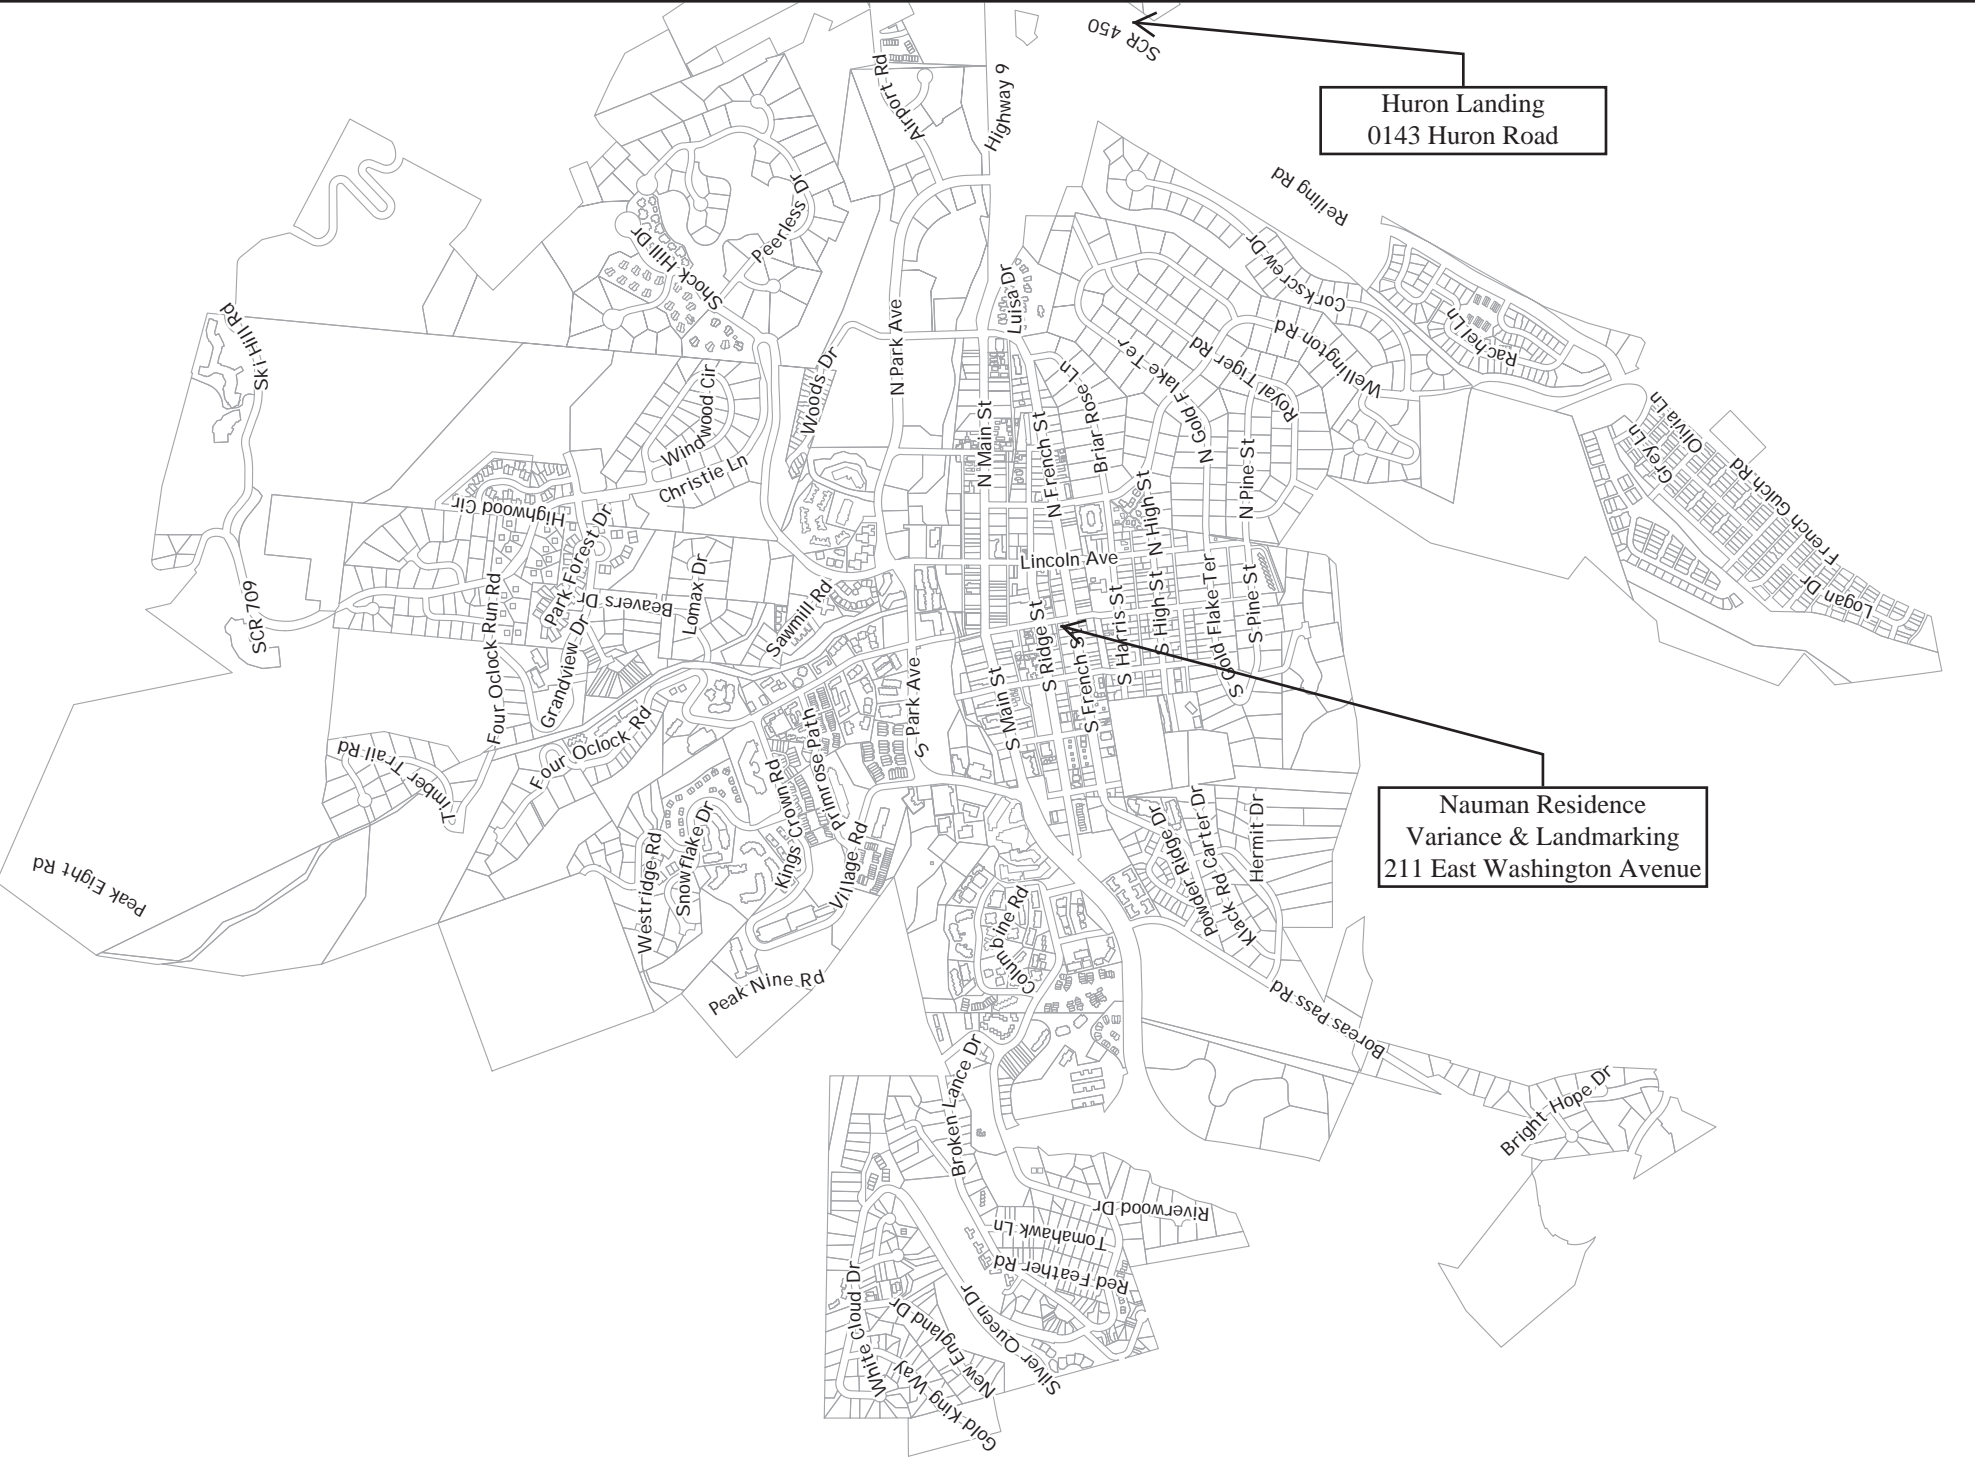 SCR 450
Huron Landing
0143 Huron Road
Airport Rd
Highway 9
Reiling Rd
Peerless Dr
Shock Hill Dr
Corkscrew Dr
Luisa Dr
Ski Hill Rd
N Park Ave
Woods Dr
Wellington Rd
Rachel Ln
Royal Tiger Rd
N Gold Flake Ter
Briar Rose Ln
Windwood Cir
Christie Ln
N Main St
N French St
N High St
N Pine St
Grey Ln
Olivia Ln
French Gulch Rd
Logan Dr
Highwood Cir
Park Forest Dr
Lincoln Ave
SCR 709
Four Oclock Run Rd
Beavers Dr
Lomax Dr
Sawmill Rd
Grandview Dr
S Ridge St
S French St
S Harris St
S High St
S Gold Flake Ter
S Pine St
S Park Ave
S Main St
S French St
Timber Trail Rd
Four Oclock Rd
Primrose Path
Kings Crown Rd
Village Rd
Snowflake Dr
Westridge Rd
Peak Nine Rd
Peak Eight Rd
Powder Ridge Dr
Carter Dr
Klack Rd
Hermit Dr
Nauman Residence
Variance & Landmarking
211 East Washington Avenue
Columbine Rd
Boreas Pass Rd
Bright Hope Dr
Broken Lance Dr
Riverwood Dr
Tomahawk Ln
Red Feather Rd
White Cloud Dr
New England Dr
Silver Queen Dr
Gold King Way